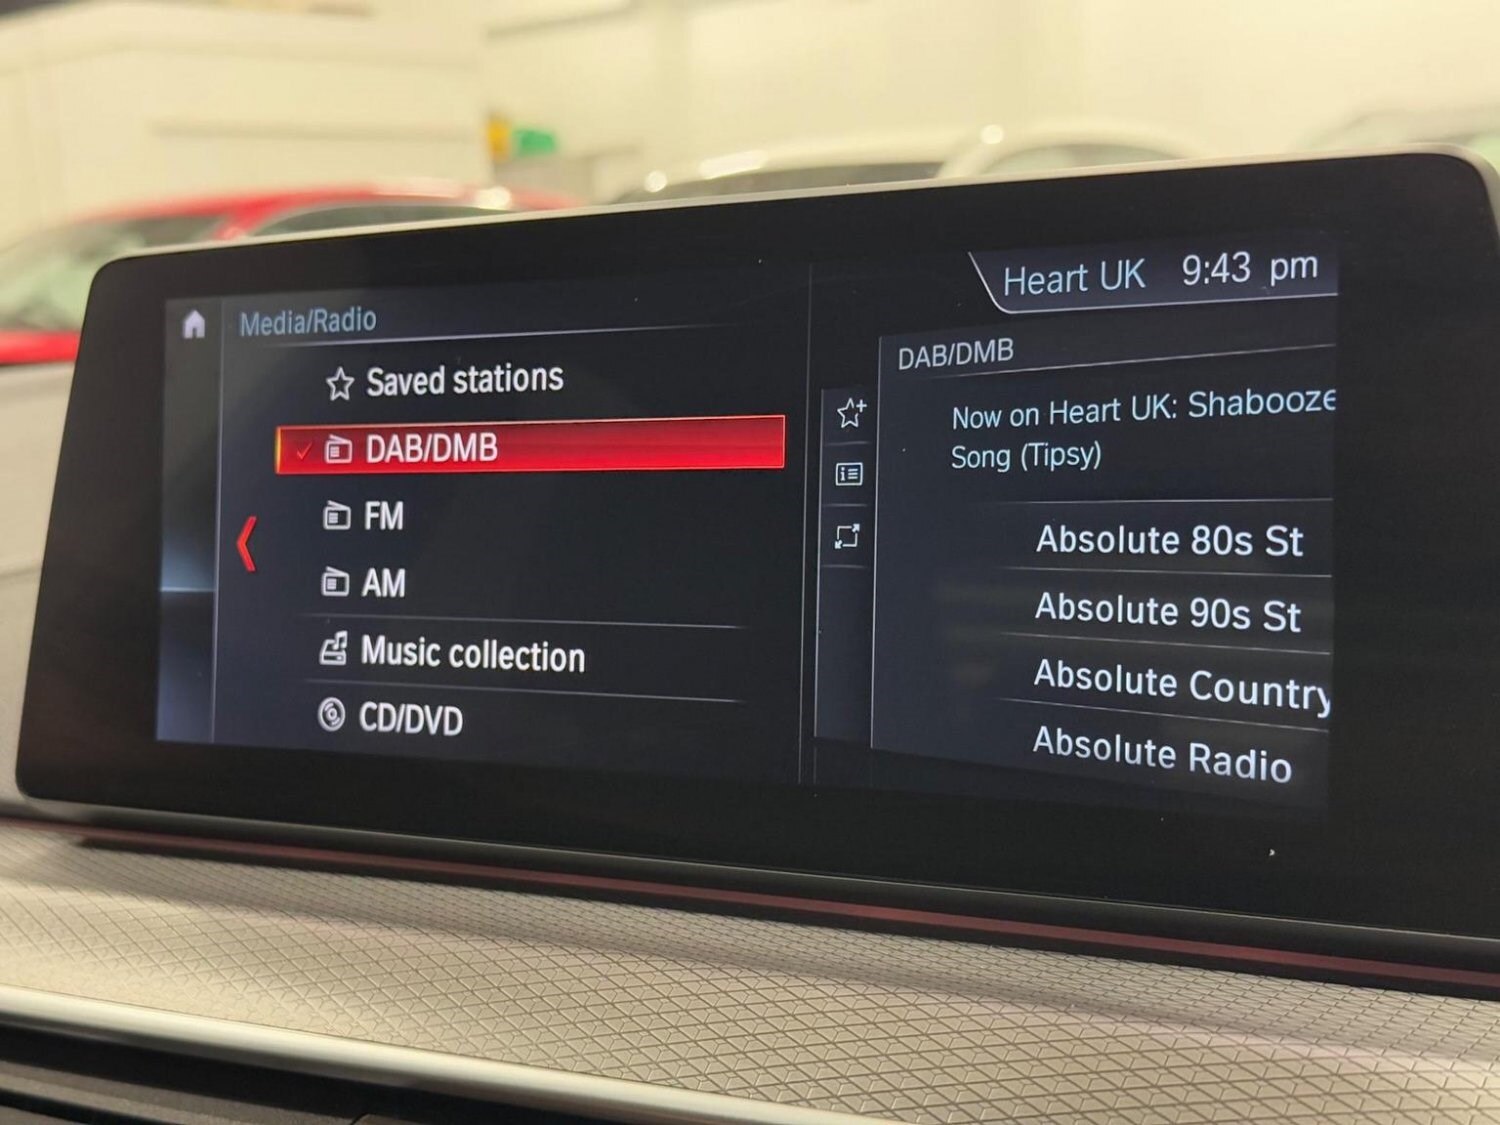 Heart UK 9:43 pm
Media/Radio
Saved stations
DAB/DMB
FM
AM
Music collection
CD/DVD
DAB/DMB
Now on Heart UK: Shabooze
Song (Tipsy)
Absolute 80s St
Absolute 90s St
Absolute Country
Absolute Radio